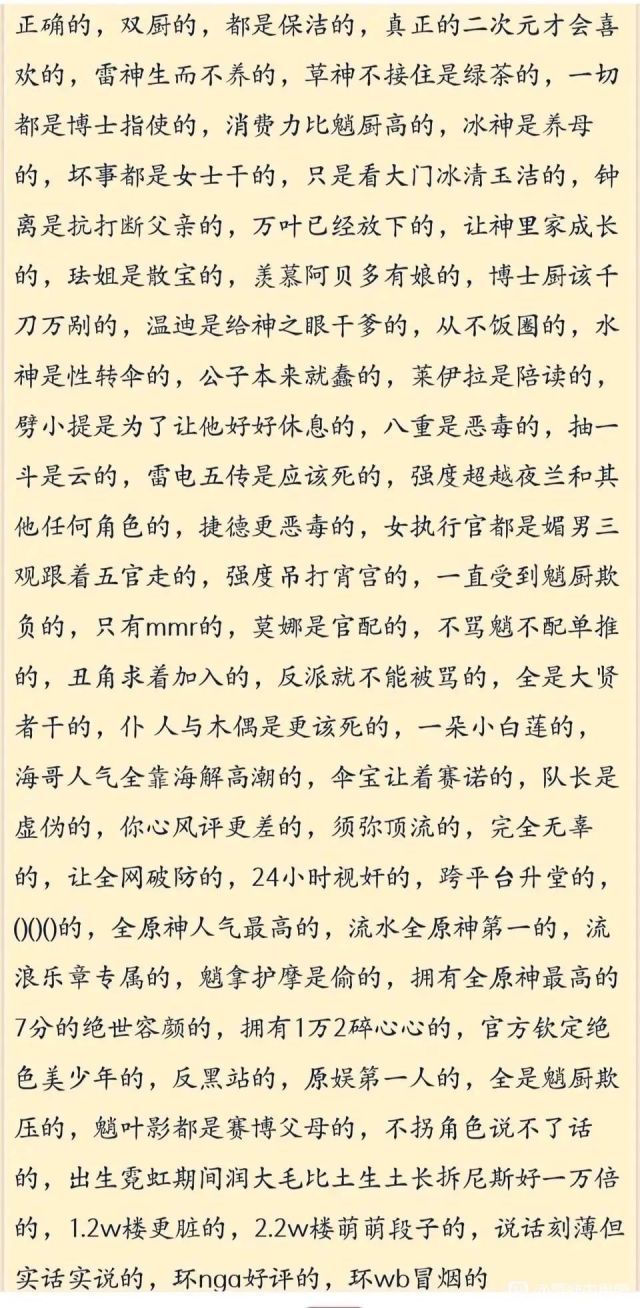 正确的，双厨的，都是保洁的，真正的二次元才会喜
欢的，雷神生而不养的，草神不接住是绿茶的，一切
都是博士指使的，消费力比魈厨高的，冰神是养母
的，坏事都是女士干的，只是看大门冰清玉洁的，钟
离是抗打断父亲的，万叶已经放下的，让神里家成长
的，珐姐是散宝的，羡慕阿贝多有娘的，博士厨该千
刀万剐的，温迪是给神之眼干爹的，从不饭圈的，水
神是性转伞的，公子本来就蠢的，莱伊拉是陪读的，
劈小提是为了让他好好休息的，八重是恶毒的，抽一
斗是云的，雷电五传是应该死的，强度超越夜兰和其
他任何角色的，捷德更恶毒的，女执行官都是媚男三
观跟着五官走的，强度吊打宵宫的，一直受到魈厨欺
负的，只有mmr的，莫娜是官配的，不骂魈不配单推
的，丑角求着加入的，反派就不能被骂的，全是大贤
者干的，仆 人与木偶是更该死的，一朵小白莲的，
海哥人气全靠海解高潮的，伞宝让着赛诺的，队长是
虚伪的，你心风评更差的，须弥顶流的，完全无辜
的，让全网破防的，24小时视奸的，跨平台升堂的，
()()()的，全原神人气最高的，流水全原神第一的，流
浪乐章专属的，魈拿护摩是偷的，拥有全原神最高的
7分的绝世容颜的，拥有1万2碎心心的，官方钦定绝
色美少年的，反黑站的，原娱第一人的，全是魈厨欺
压的，魈叶影都是赛博父母的，不拐角色说不了话
的，出生霓虹期间润大毛比土生土长拆尼斯好一万倍
的，1.2w楼更脏的，2.2w楼萌萌段子的，说话刻薄但
实话实说的，环nga好评的，环wb冒烟的